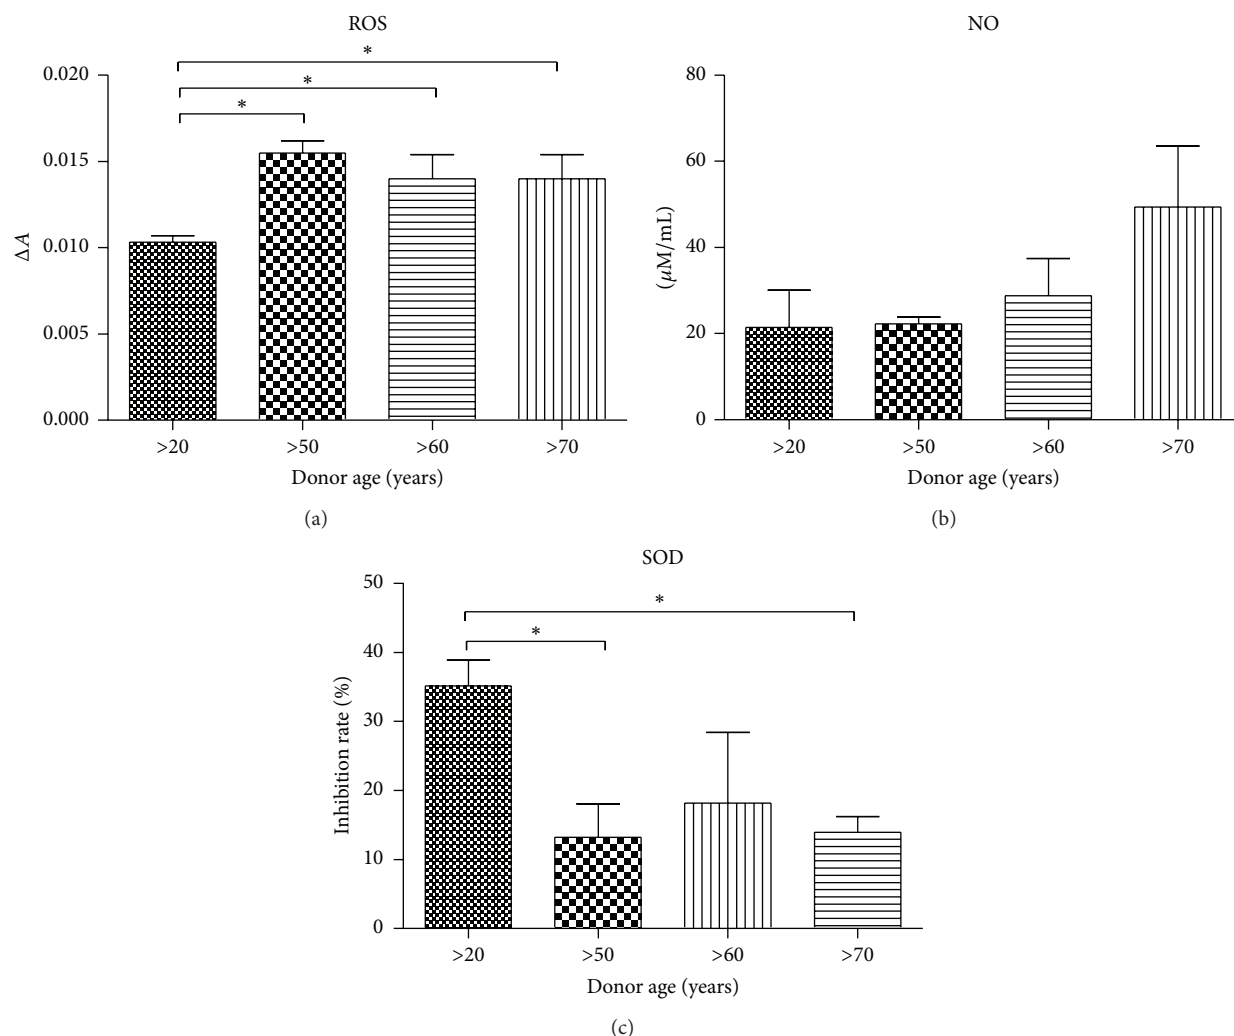 ROS
*
*
*
0.020
0.015
0.010
0.005
0.000
ΔA
>20 >50 >60 >70
Donor age (years)
(a)
NO
80
60
40
20
0
(μM/mL)
>20 >50 >60 >70
Donor age (years)
(b)
SOD
*
*
50
40
30
20
10
0
Inhibition rate (%)
>20 >50 >60 >70
Donor age (years)
(c)